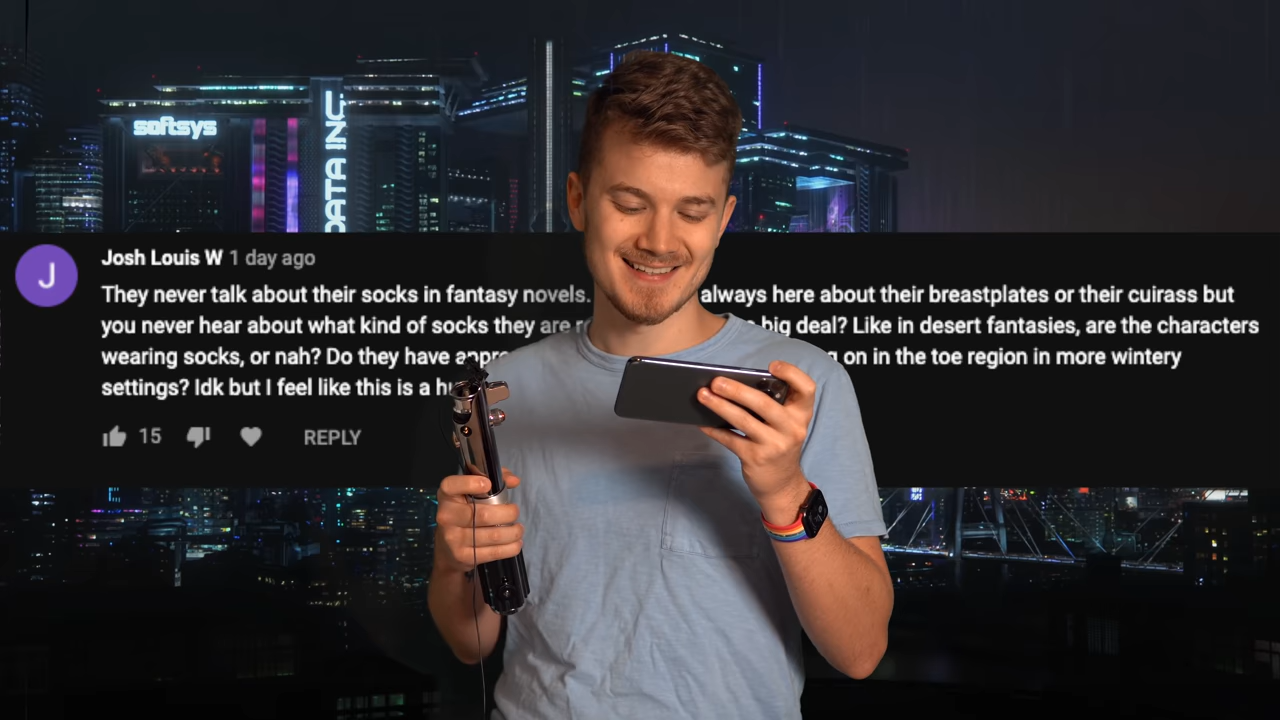 softsys
DATA INC.
J
Josh Louis W 1 day ago
They never talk about their socks in fantasy novels. always here about their breastplates or their cuirass but
you never hear about what kind of socks they are big deal? Like in desert fantasies, are the characters
wearing socks, or nah? Do they have on in the toe region in more wintery
settings? Idk but I feel like this is a
15 REPLY